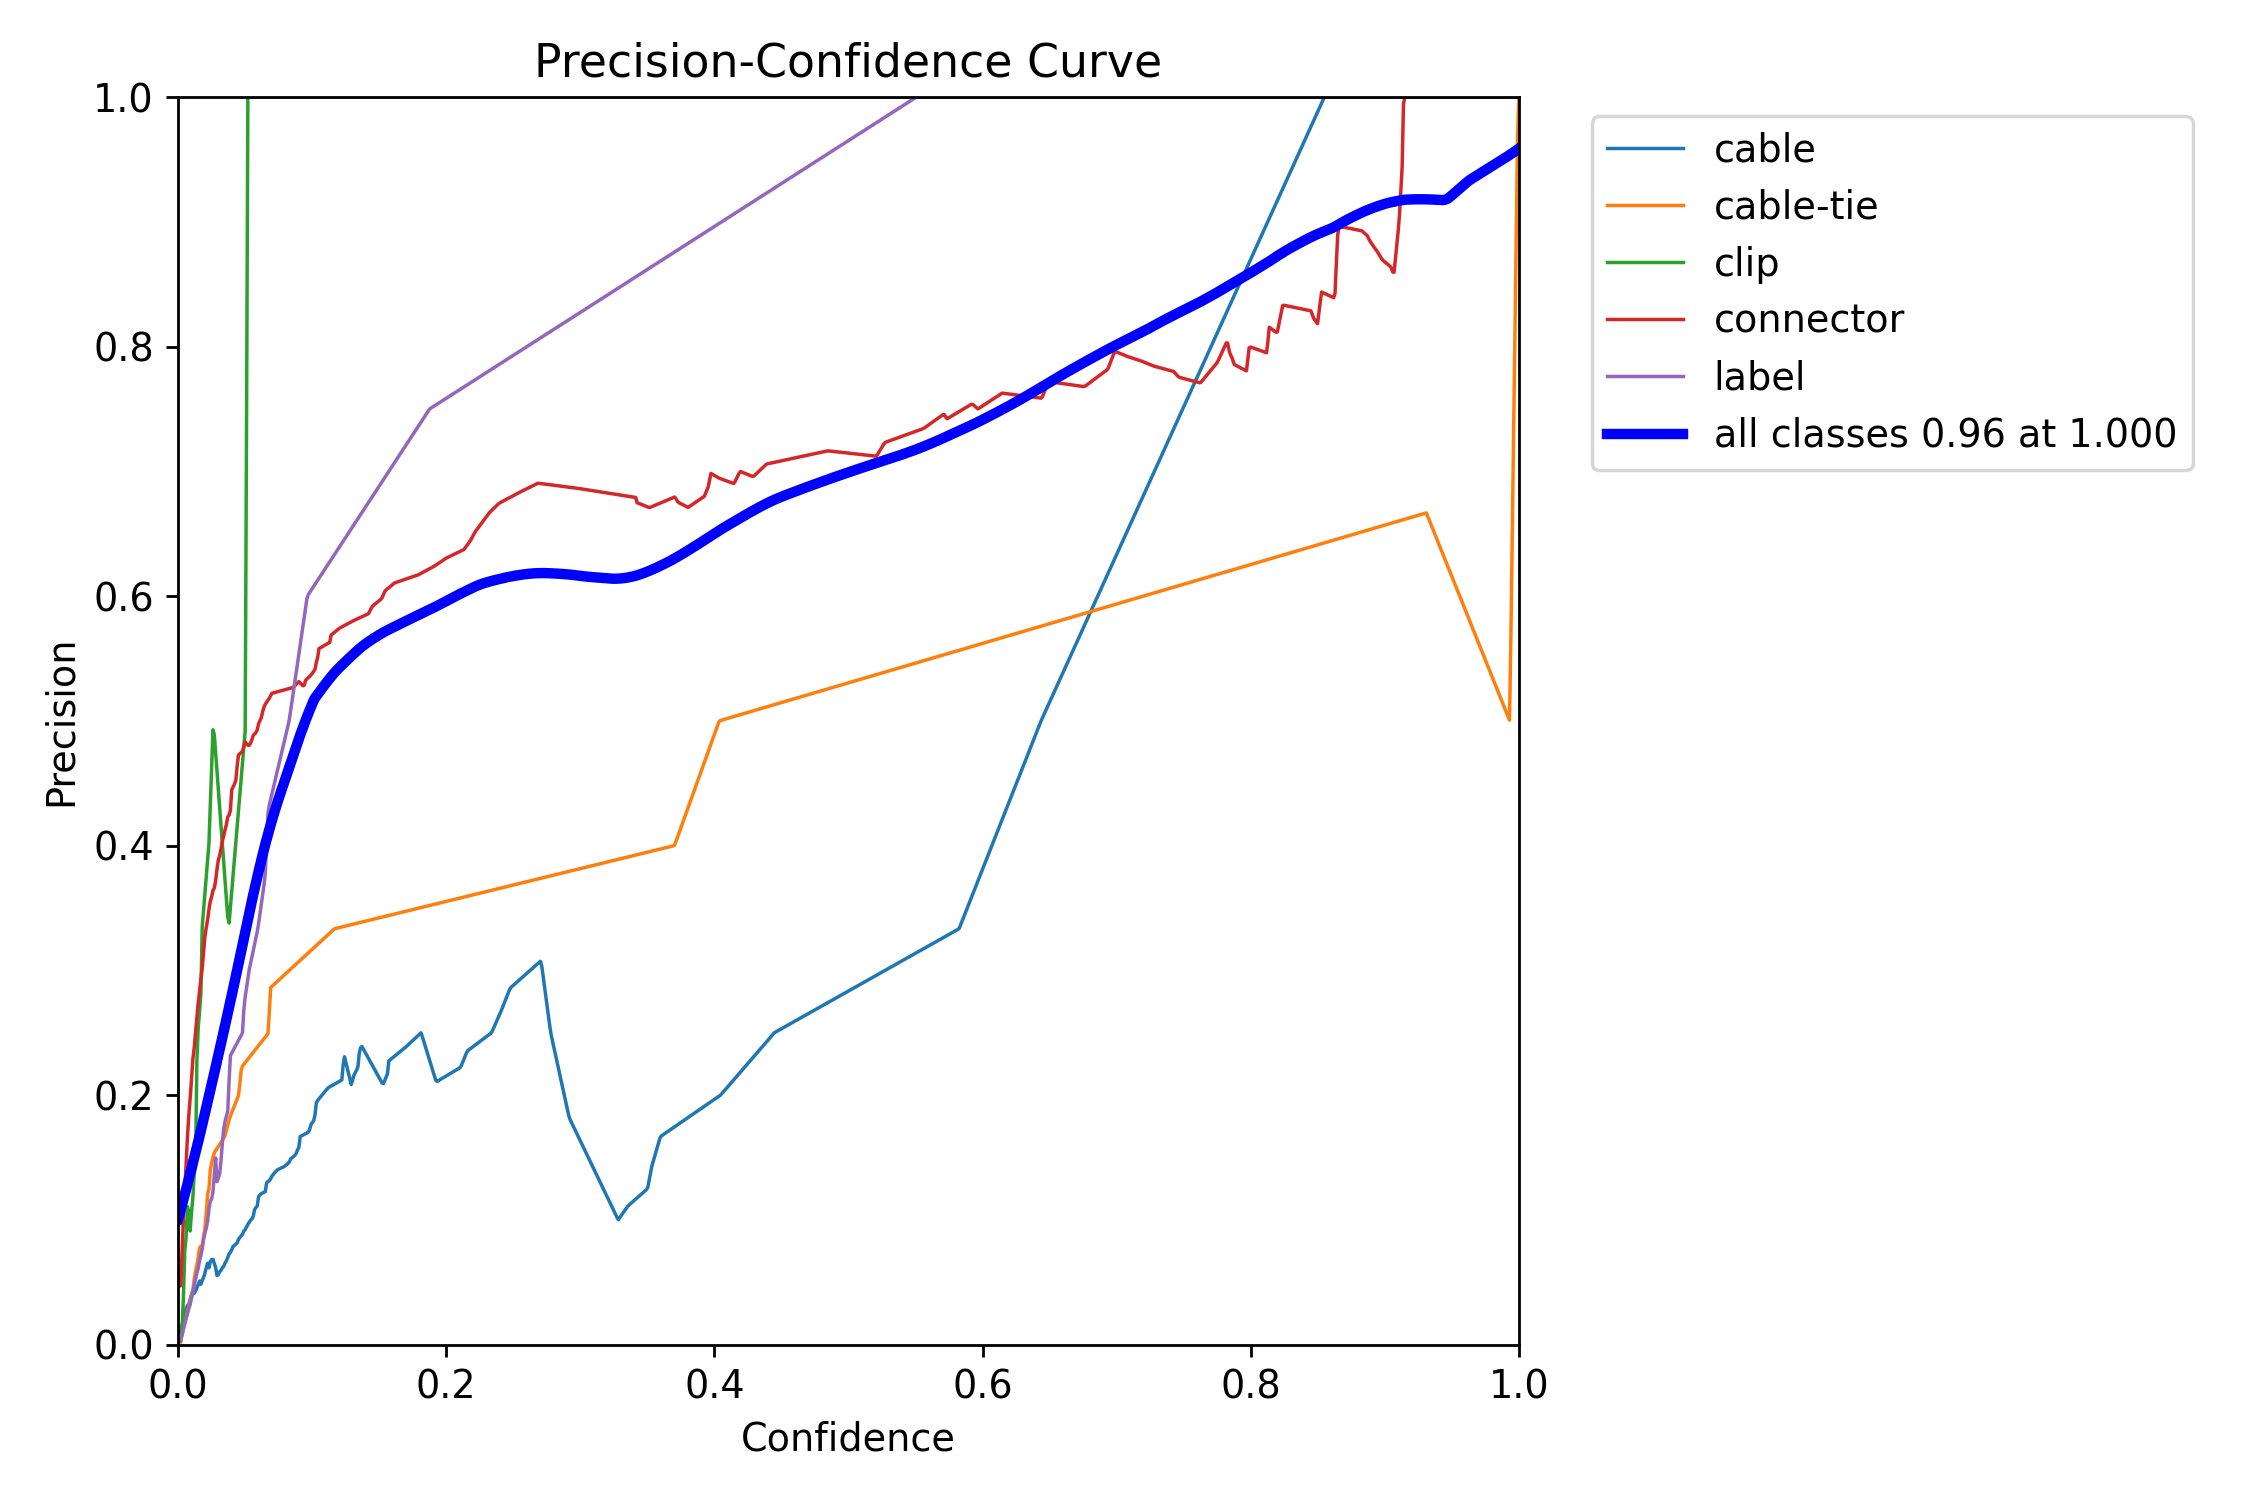 Precision-Confidence Curve
1.0
0.8
0.6
0.4
0.2
0.0
Precision
0.0 0.2 0.4 0.6 0.8 1.0
Confidence
cable
cable-tie
clip
connector
label
all classes 0.96 at 1.000